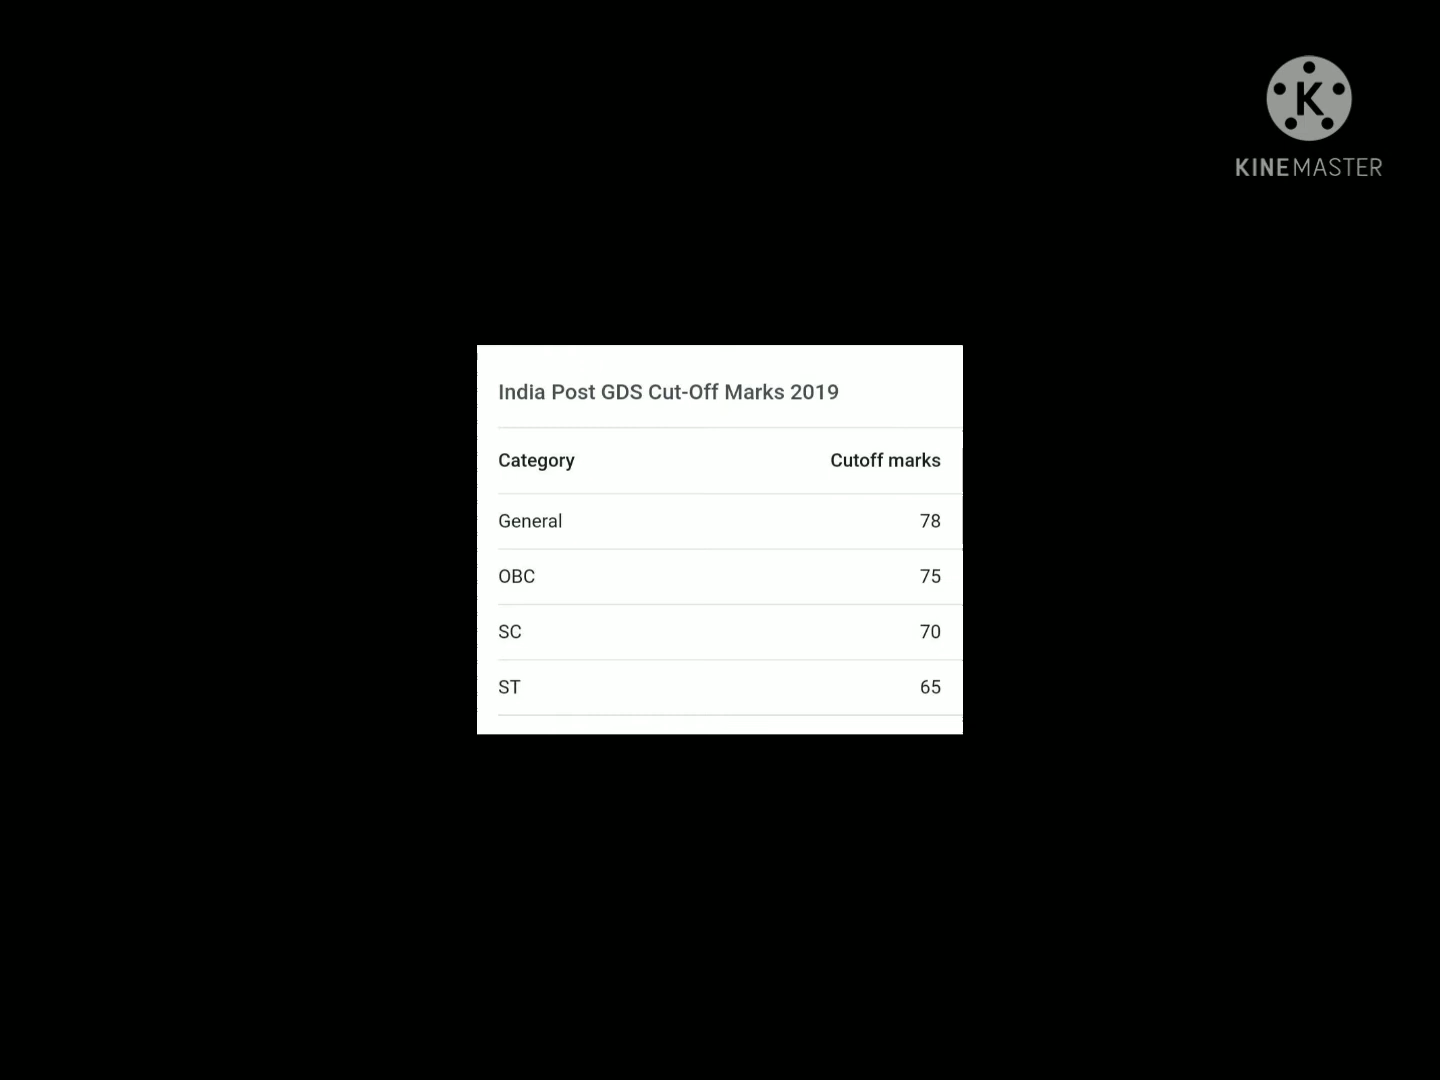 KINEMASTER
India Post GDS Cut-Off Marks 2019
Category Cutoff marks
General 78
OBC 75
SC 70
ST 65